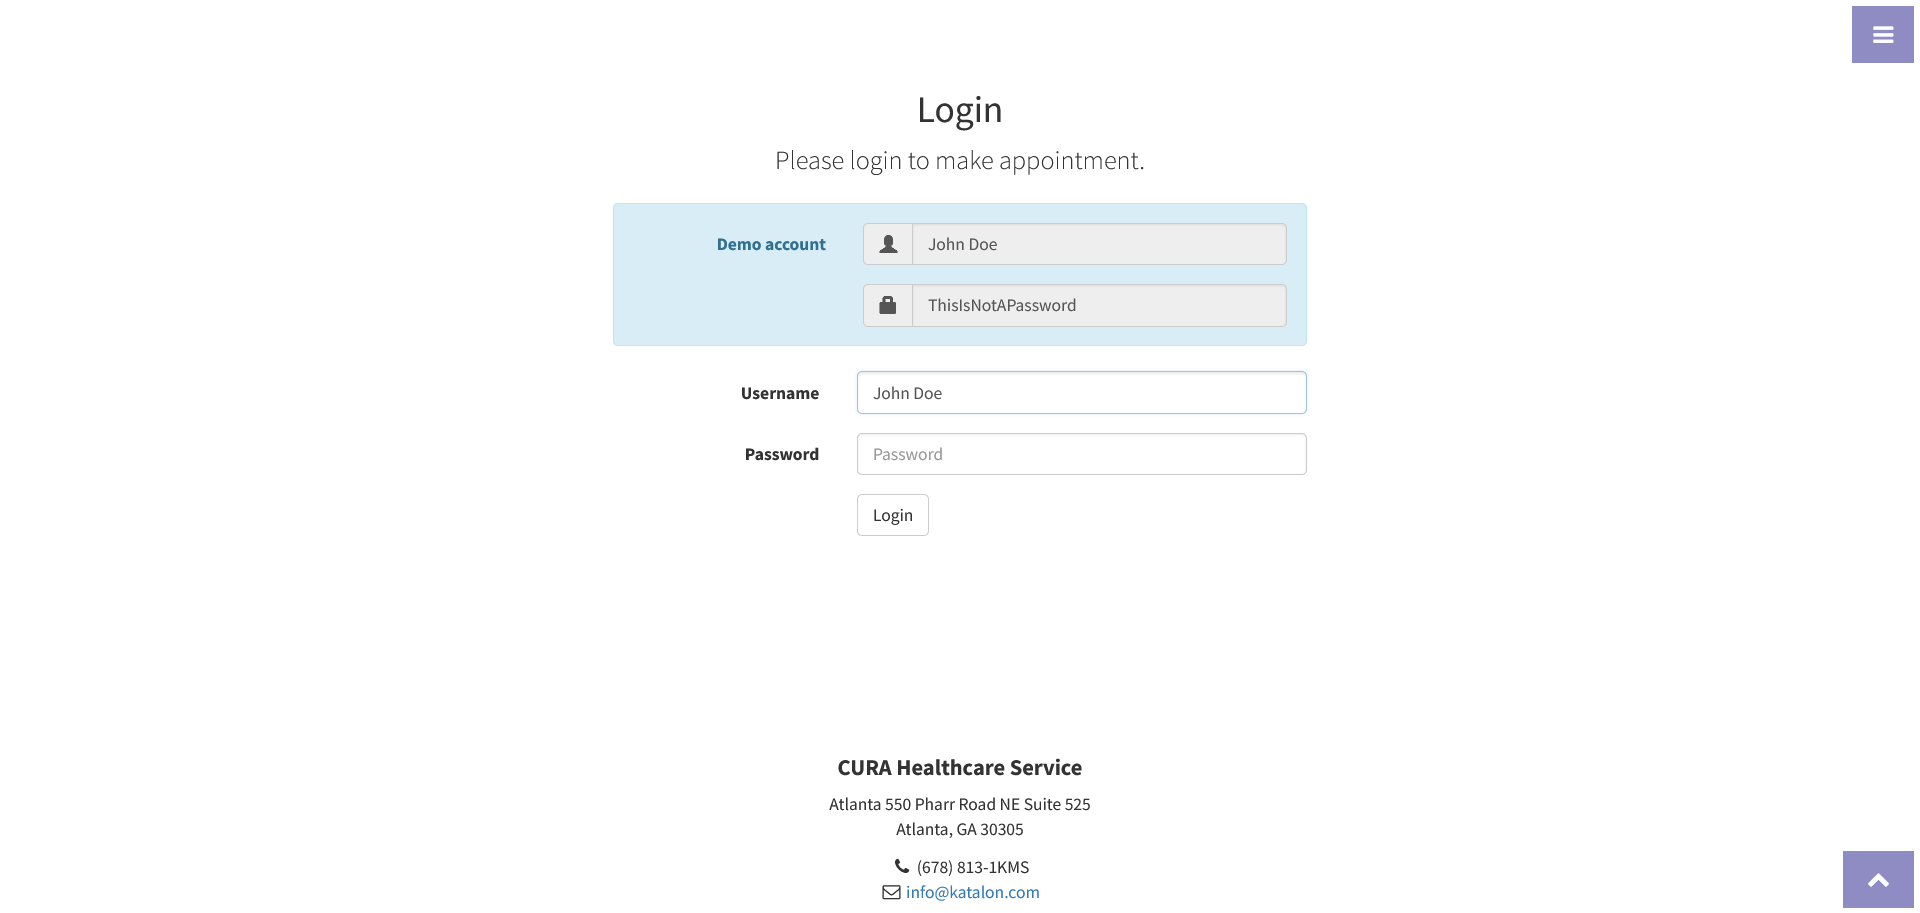 Login
Please login to make appointment.
Demo account
John Doe
ThisIsNotAPassword
Username
John Doe
Password
Password
Login
CURA Healthcare Service
Atlanta 550 Pharr Road NE Suite 525
Atlanta, GA 30305
(678) 813-1KMS
info@katalon.com